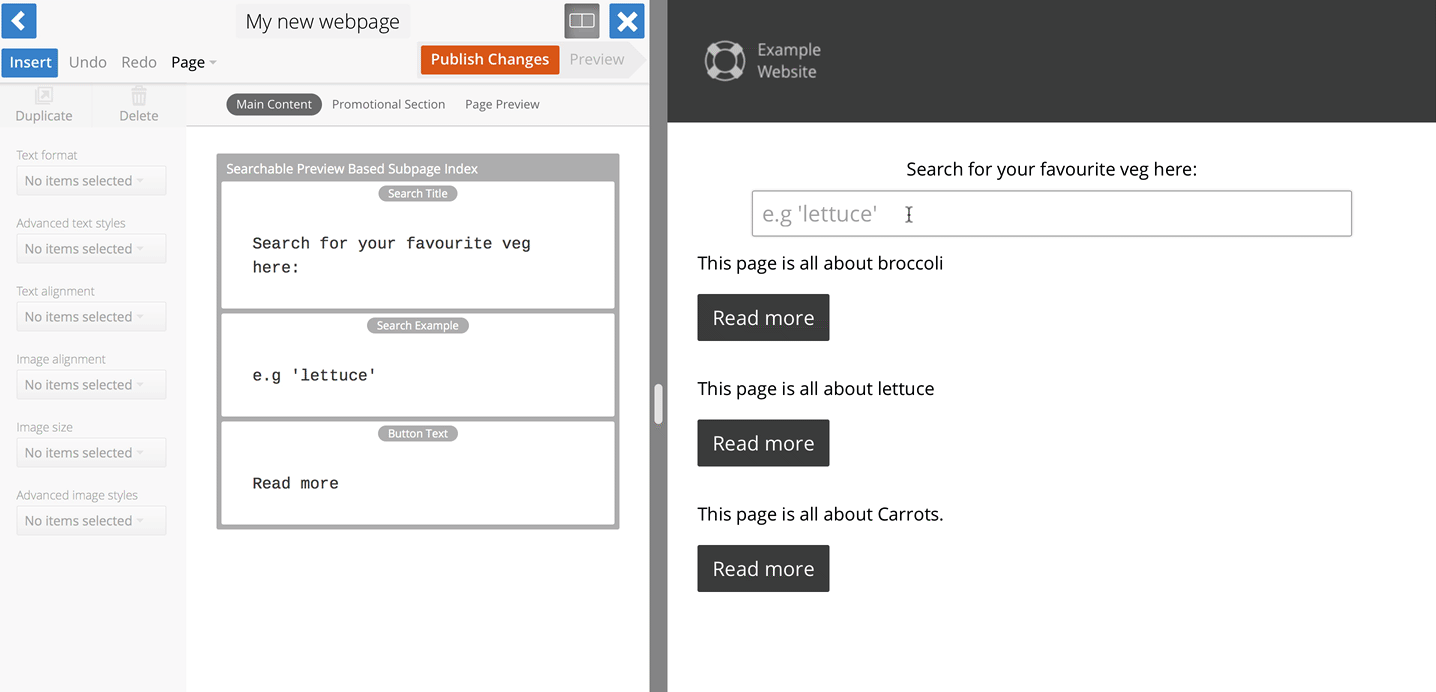 My new webpage
Insert Undo Redo Page
Publish Changes Preview
Duplicate Delete
Text format
No items selected
Advanced text styles
No items selected
Text alignment
No items selected
Image alignment
No items selected
Image size
No items selected
Advanced image styles
No items selected
Main Content Promotional Section Page Preview
Searchable Preview Based Subpage Index
Search Title
Search for your favourite veg
here:
Search Example
e.g 'lettuce'
Button Text
Read more
Example
Website
Search for your favourite veg here:
e.g 'lettuce'
This page is all about broccoli
Read more
This page is all about lettuce
Read more
This page is all about Carrots.
Read more